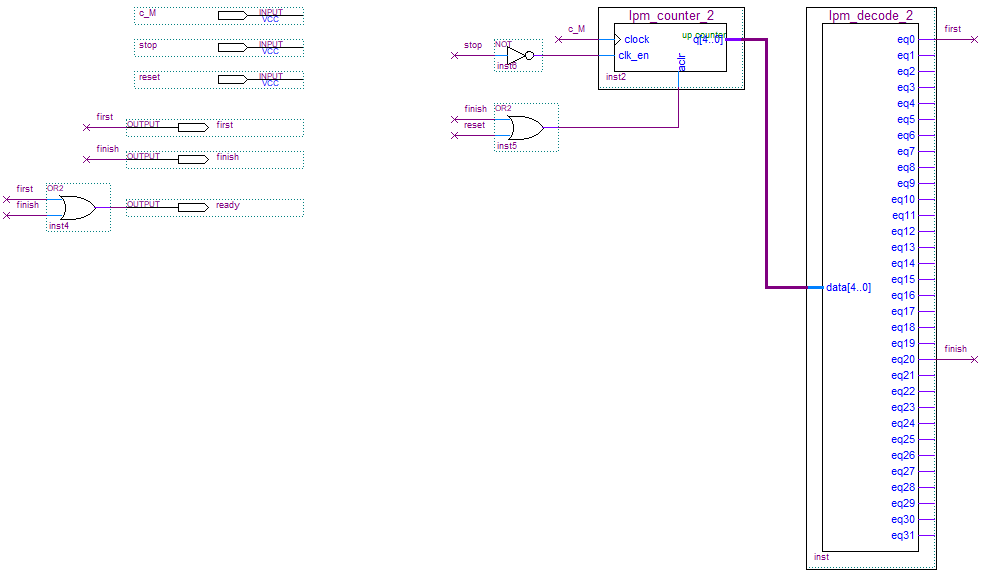 c_M INPUT
VCC
stop INPUT
VCC
reset INPUT
VCC
first OUTPUT first
finish OUTPUT finish
first OR2
finish
inst4
OUTPUT ready
stop NOT
inst6
finish OR2
reset
inst5
lpm_counter_2
c_M
up counter
clock q[4..0]
clk_en
aclr
inst2
lpm_decode_2
data[4..0]
eq0 first
eq1
eq2
eq3
eq4
eq5
eq6
eq7
eq8
eq9
eq10
eq11
eq12
eq13
eq14
eq15
eq16
eq17
eq18
eq19
eq20 finish
eq21
eq22
eq23
eq24
eq25
eq26
eq27
eq28
eq29
eq30
eq31
inst